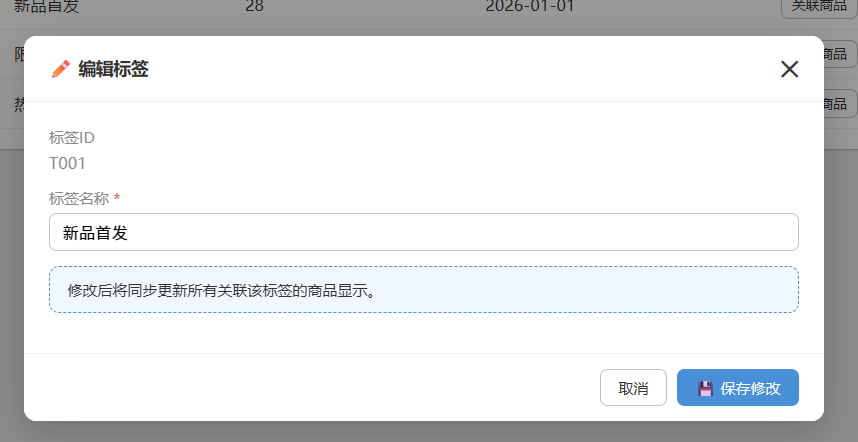 新品首发 28 2026-01-01 关联商品
编辑标签
商品
热 商品
标签ID
T001
标签名称 *
新品首发
修改后将同步更新所有关联该标签的商品显示。
取消 保存修改